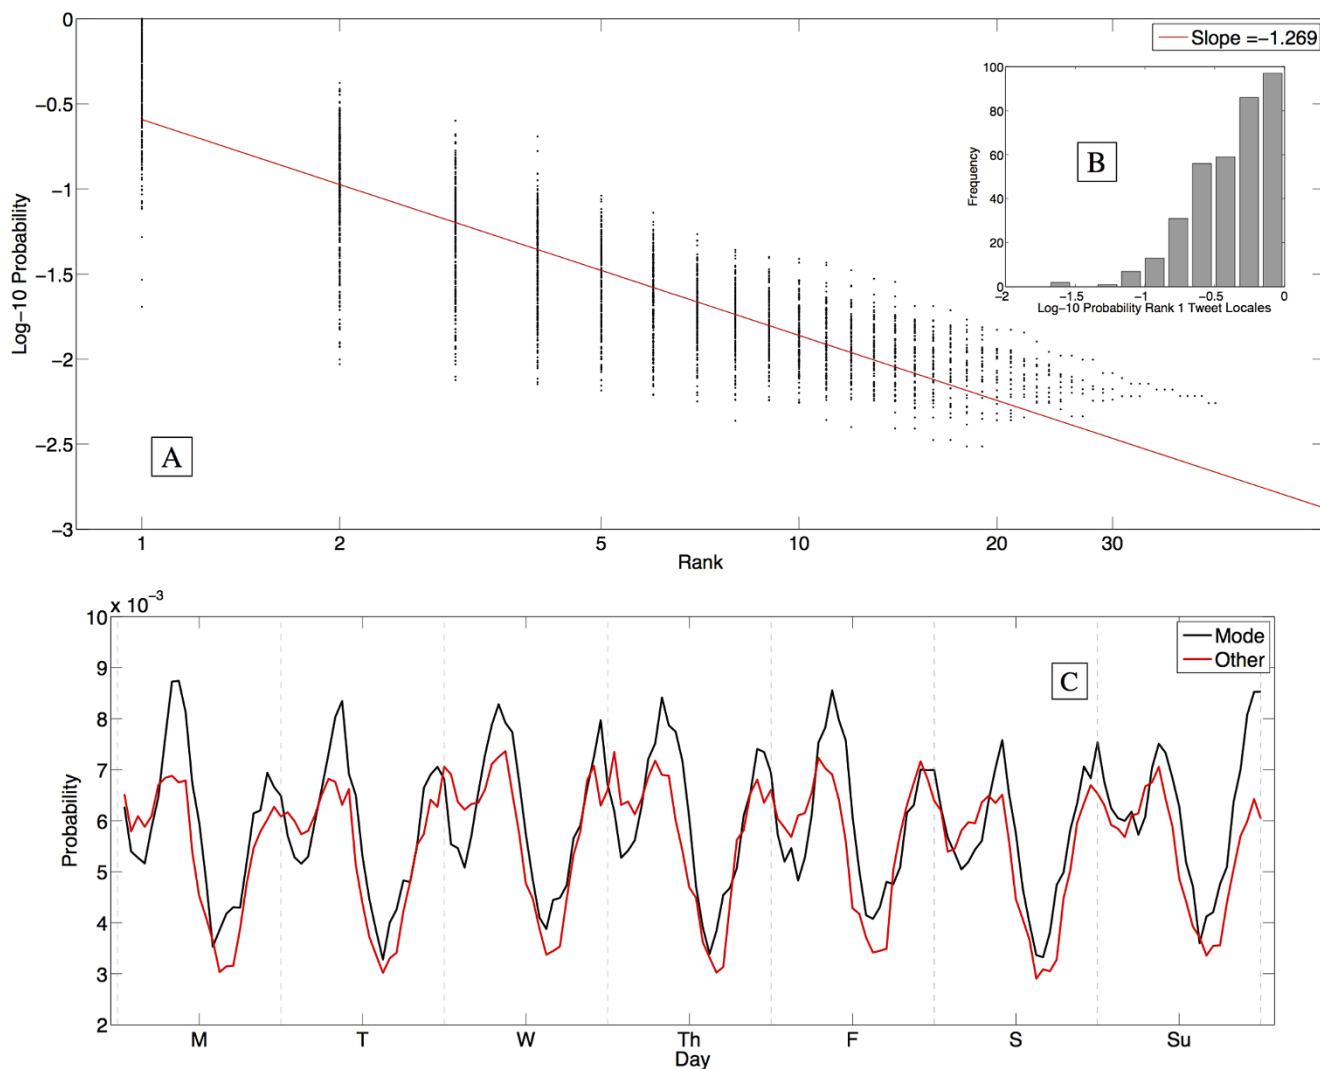 0
−0.5
−1
−1.5
−2
−2.5
−3
Log−10 Probability
1
2
5
10
20
30
Rank
Slope =−1.269
A
100
80
60
40
20
0
Frequency
B
−2
−1.5
−1
−0.5
0
Log−10 Probability Rank 1 Tweet Locales
x 10⁻³
10
9
8
7
6
5
4
3
2
Probability
Mode
Other
C
M
T
W
Th
F
S
Su
Day